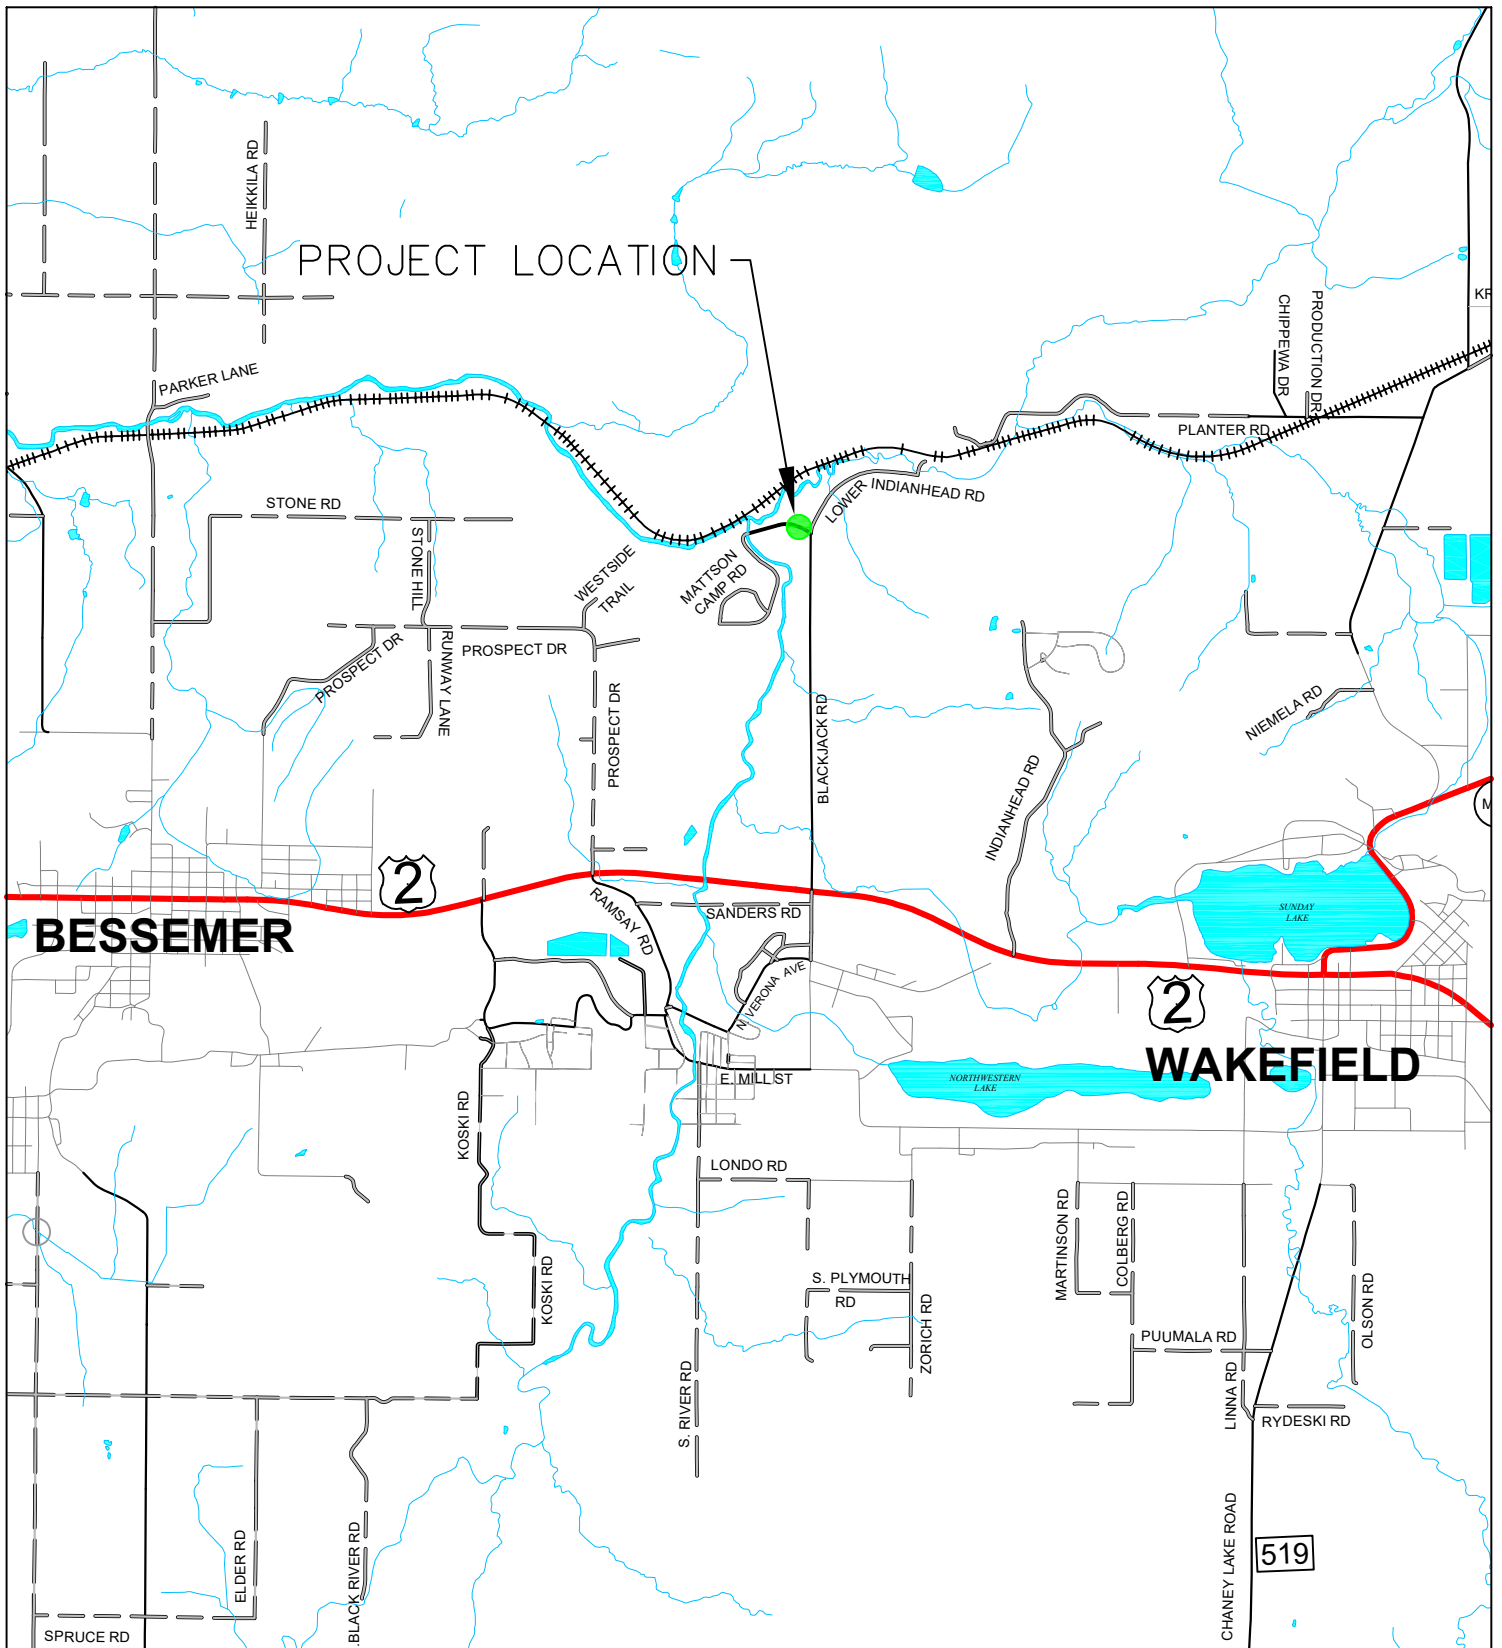 HEIKKILA RD
PROJECT LOCATION
KR
CHIPPEWA DR
PRODUCTION DR
PARKER LANE
PLANTER RD
LOWER
INDIANHEAD RD
STONE RD
STONE HILL
WESTSIDE
TRAIL
MATTSON
CAMP RD
PROSPECT DR
RUNWAY LANE
PROSPECT DR
PROSPECT DR
BLACKJACK RD
NIEMELA RD
INDIANHEAD RD
M
2
BESSEMER
RAMSAY RD
SANDERS RD
SUNDAY
LAKE
N VERONA AVE
2
WAKEFIELD
E. MILL ST
NORTHWESTERN
LAKE
KOSKI RD
LONDO RD
MARTINSON RD
COLBERG RD
KOSKI RD
S. PLYMOUTH
RD
ZORICH RD
OLSON RD
PUUMALA RD
S. RIVER RD
LINNA RD
RYDESKI RD
ELDER RD
.BLACK RIVER RD
CHANEY LAKE ROAD
519
SPRUCE RD